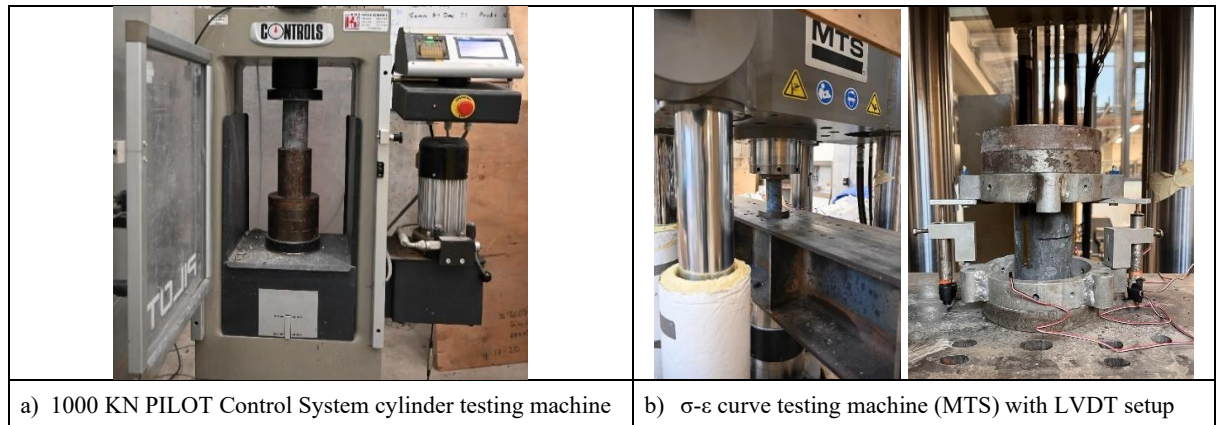 CONTROLS
PILOT
MTS
a) 1000 KN PILOT Control System cylinder testing machine
b) σ-ε curve testing machine (MTS) with LVDT setup